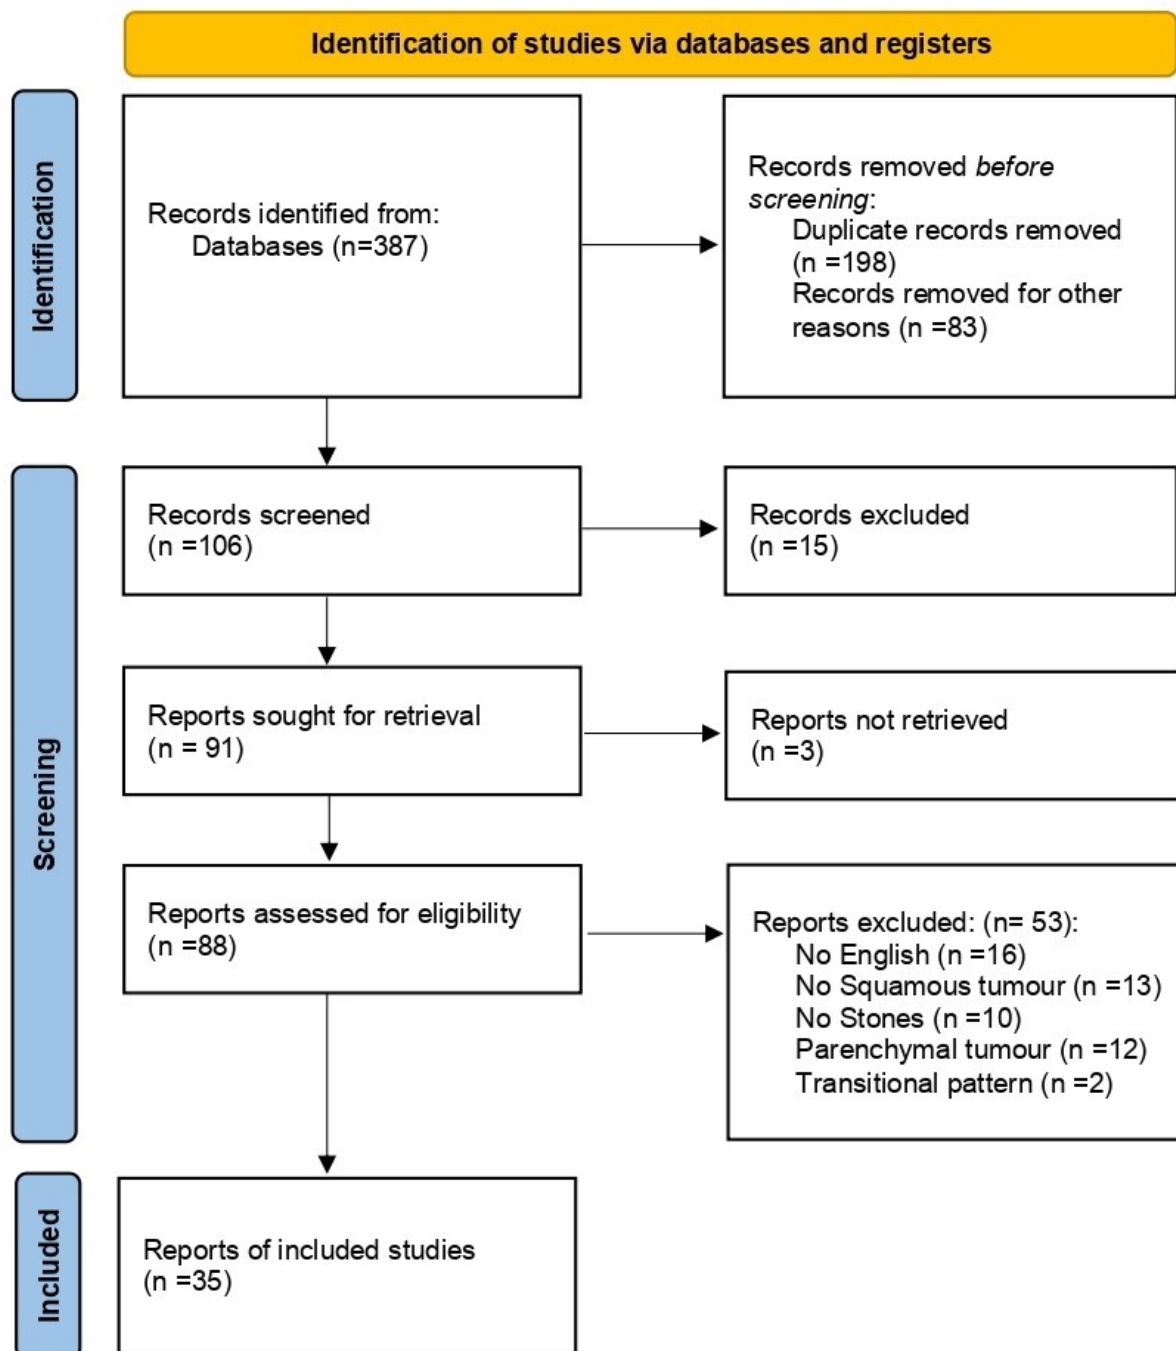 Identification of studies via databases and registers
Identification
Records identified from:
Databases (n=387)
Records removed before
screening:
Duplicate records removed
(n =198)
Records removed for other
reasons (n =83)
Screening
Records screened
(n =106)
Records excluded
(n =15)
Reports sought for retrieval
(n = 91)
Reports not retrieved
(n =3)
Reports assessed for eligibility
(n =88)
Reports excluded: (n= 53):
No English (n =16)
No Squamous tumour (n =13)
No Stones (n =10)
Parenchymal tumour (n =12)
Transitional pattern (n =2)
Included
Reports of included studies
(n =35)